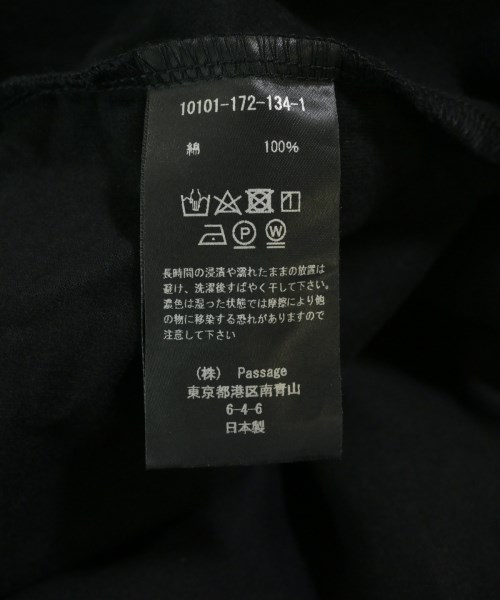 10101-172-134-1
綿 100%
P W
長時間の浸漬や濡れたままの放置は
避け、洗濯後すばやく干して下さい。
濃色は湿った状態では摩擦により他
の物に移染する恐れがありますので
注意して下さい
(株) Passage
東京都港区南青山
6-4-6
日本製